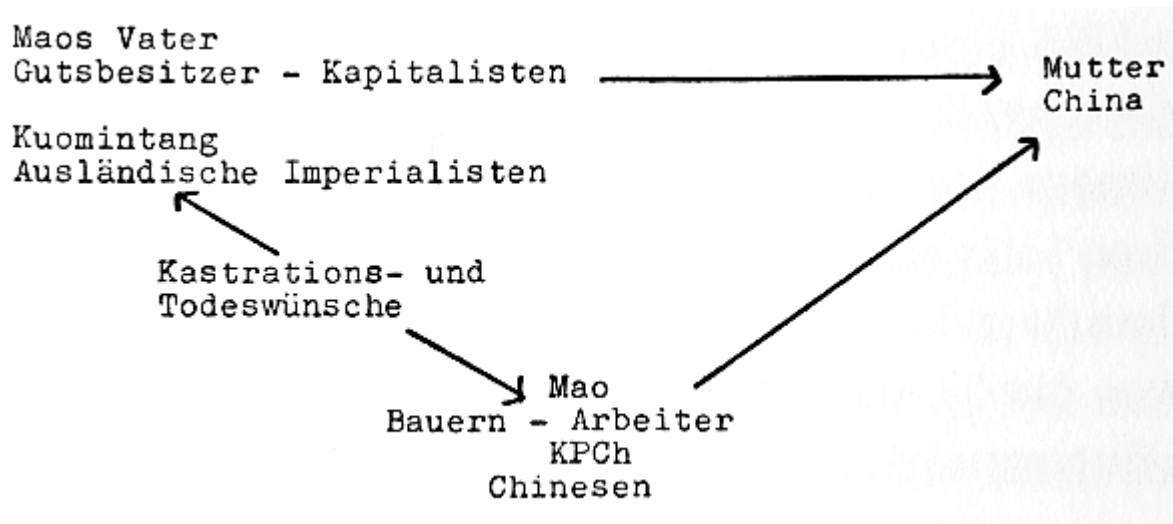 Maos Vater
Gutsbesitzer - Kapitalisten
Mutter
China
Kuomintang
Ausländische Imperialisten
Kastrations- und
Todeswünsche
Mao
Bauern - Arbeiter
KPCh
Chinesen